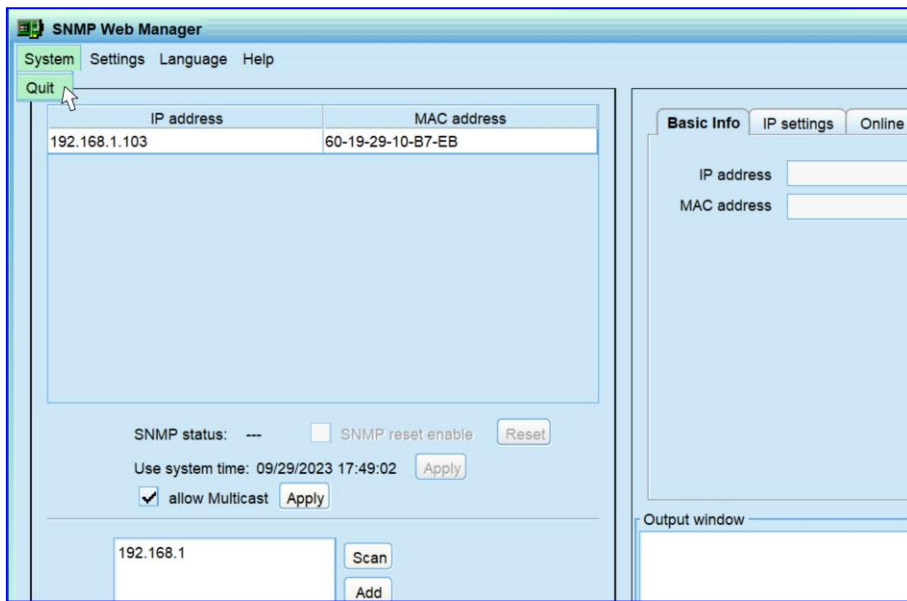 SNMP Web Manager
System Settings Language Help
Quit
IP address MAC address
192.168.1.103 60-19-29-10-B7-EB
SNMP status: --- SNMP reset enable Reset
Use system time: 09/29/2023 17:49:02 Apply
allow Multicast Apply
192.168.1
Scan
Add
Basic Info IP settings Online
IP address
MAC address
Output window